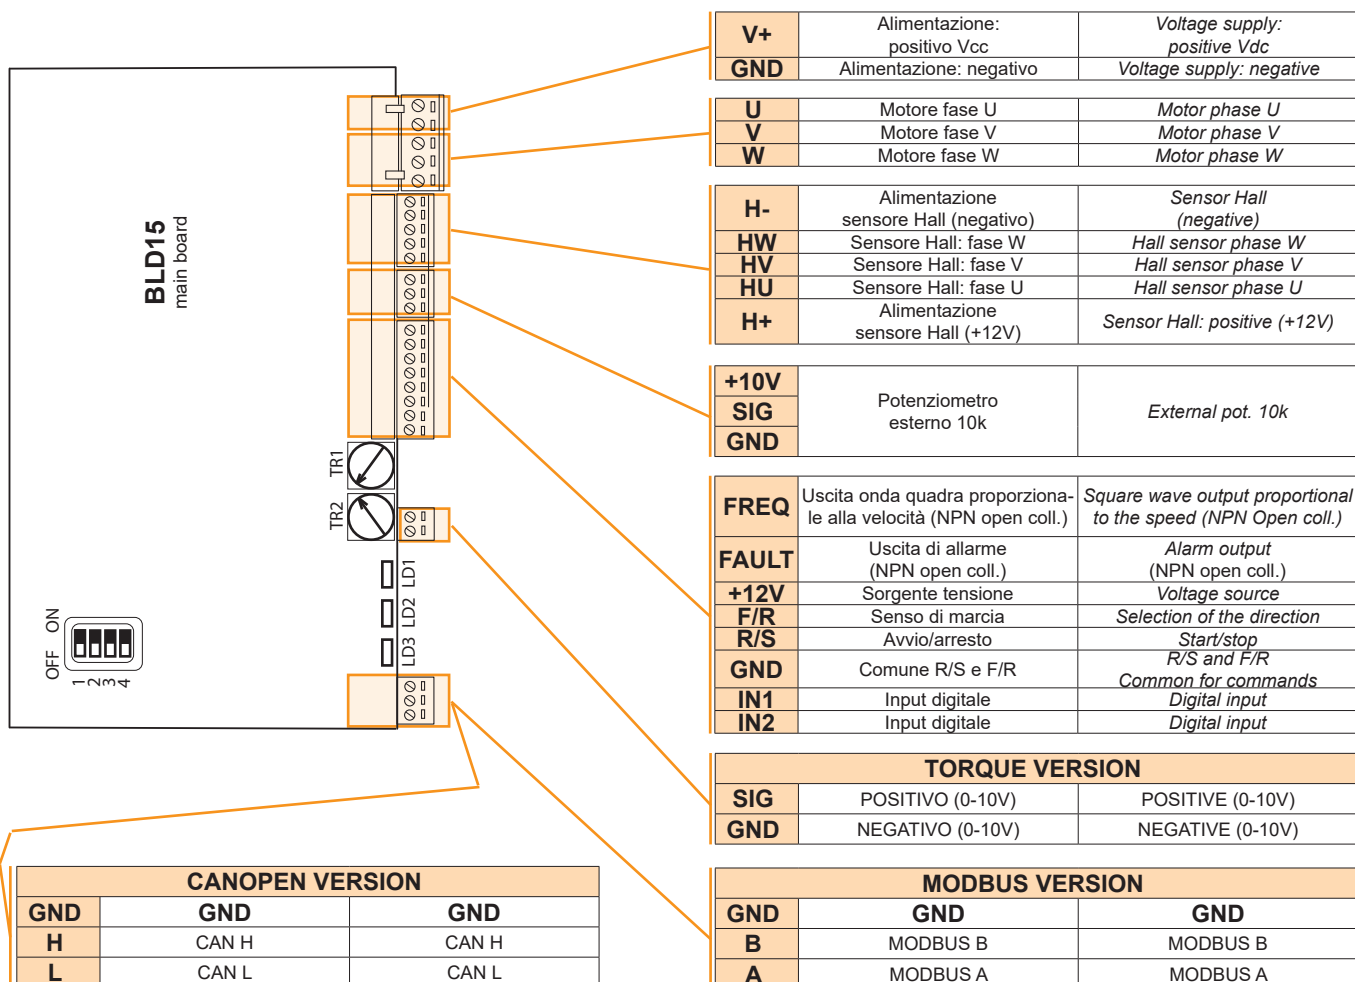 V+ Alimentazione: Voltage supply:
positivo Vcc positive Vdc
GND Alimentazione: negativo Voltage supply: negative
U Motore fase U Motor phase U
V Motore fase V Motor phase V
W Motore fase W Motor phase W
H- Alimentazione Sensor Hall
sensore Hall (negativo) (negative)
HW Sensore Hall: fase W Hall sensor phase W
HV Sensore Hall: fase V Hall sensor phase V
HU Sensore Hall: fase U Hall sensor phase U
H+ Alimentazione Sensor Hall: positive (+12V)
sensore Hall (+12V)
+10V
SIG Potenziometro External pot. 10k
esterno 10k
GND
FREQ Uscita onda quadra proporziona- Square wave output proportional
le alla velocità (NPN open coll.) to the speed (NPN Open coll.)
FAULT Uscita di allarme Alarm output
(NPN open coll.) (NPN open coll.)
+12V Sorgente tensione Voltage source
F/R Senso di marcia Selection of the direction
R/S Avvio/arresto Start/stop
GND Comune R/S e F/R R/S and F/R
Common for commands
IN1 Input digitale Digital input
IN2 Input digitale Digital input
TORQUE VERSION
SIG POSITIVO (0-10V) POSITIVE (0-10V)
GND NEGATIVO (0-10V) NEGATIVE (0-10V)
MODBUS VERSION
GND GND GND
B MODBUS B MODBUS B
A MODBUS A MODBUS A
BLD15
main board
TR1
TR2
LD1
LD2
LD3
OFF ON
1
2
3
4
CANOPEN VERSION
GND GND GND
H CAN H CAN H
L CAN L CAN L